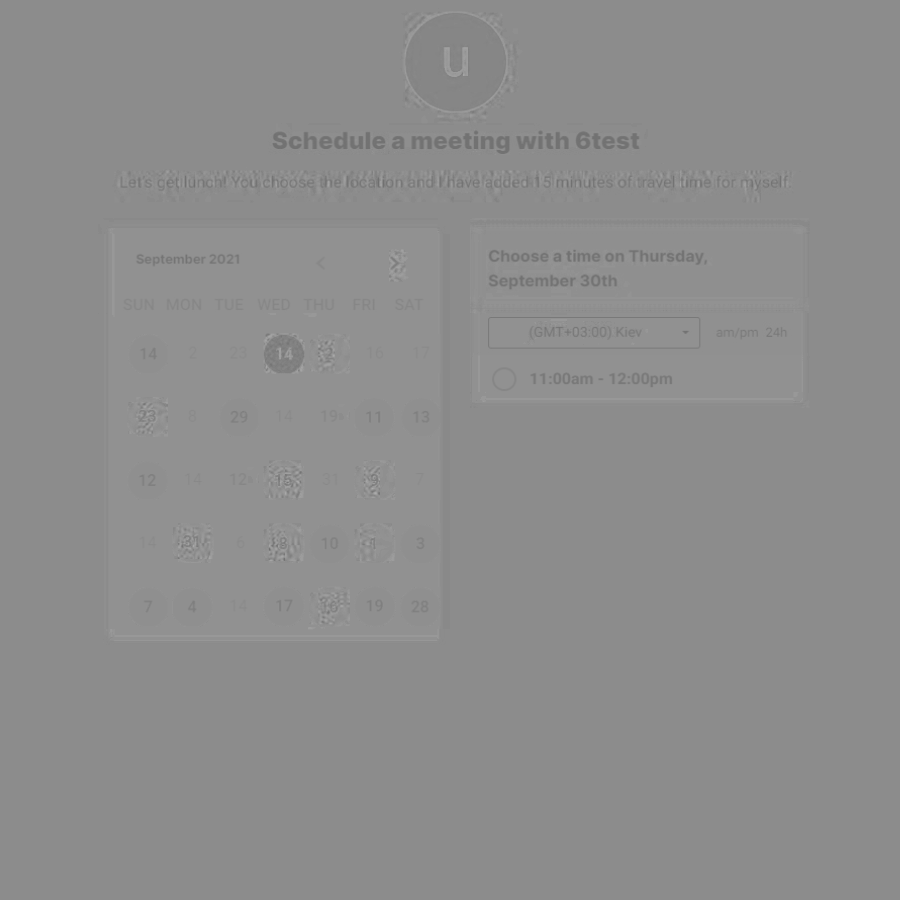 u
Schedule a meeting with 6test
Let's get lunch! You choose the location and I have added 15 minutes of travel time for myself.
September 2021
SUN MON TUE WED THU FRI SAT
14 2 23 14 2 16 17
23 6 29 14 19 11 13
12 14 12 15 31 9 7
14 21 6 18 10 1 3
7 4 14 17 16 19 28
Choose a time on Thursday,
September 30th
(GMT+03:00) Kiev
am/pm 24h
11:00am - 12:00pm